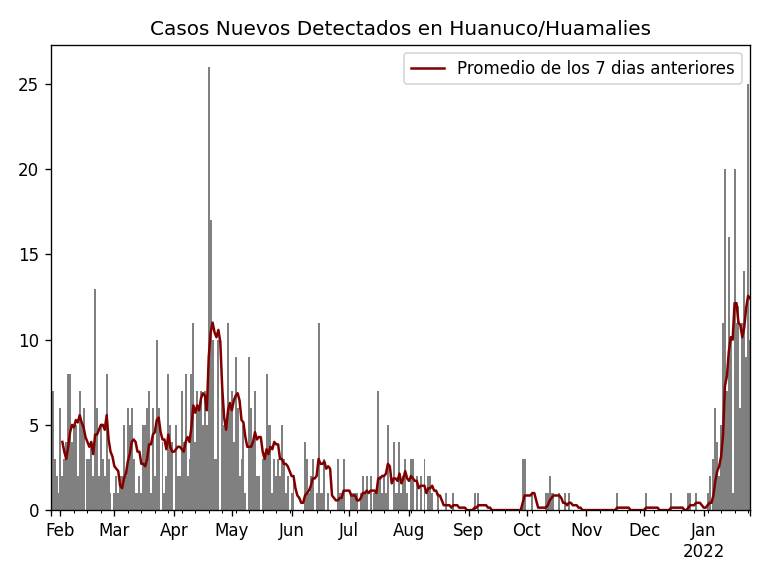 Casos Nuevos Detectados en Huanuco/Huamalies
Promedio de los 7 dias anteriores
25
20
15
10
5
0
Feb Mar Apr May Jun Jul Aug Sep Oct Nov Dec Jan
2022